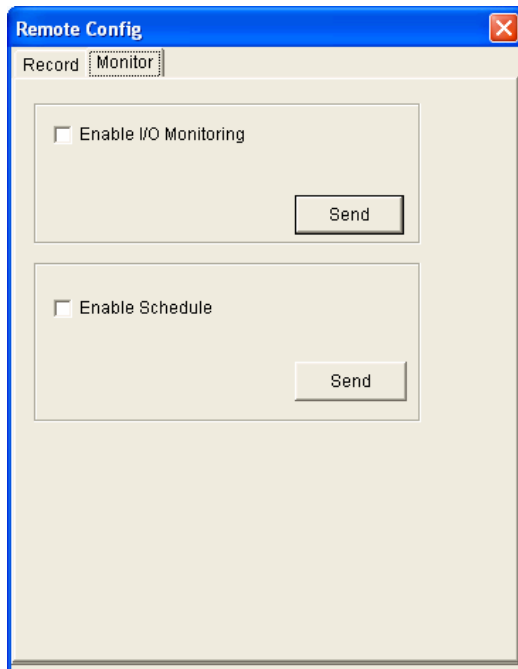 Remote Config
Record Monitor
Enable I/O Monitoring
Send
Enable Schedule
Send